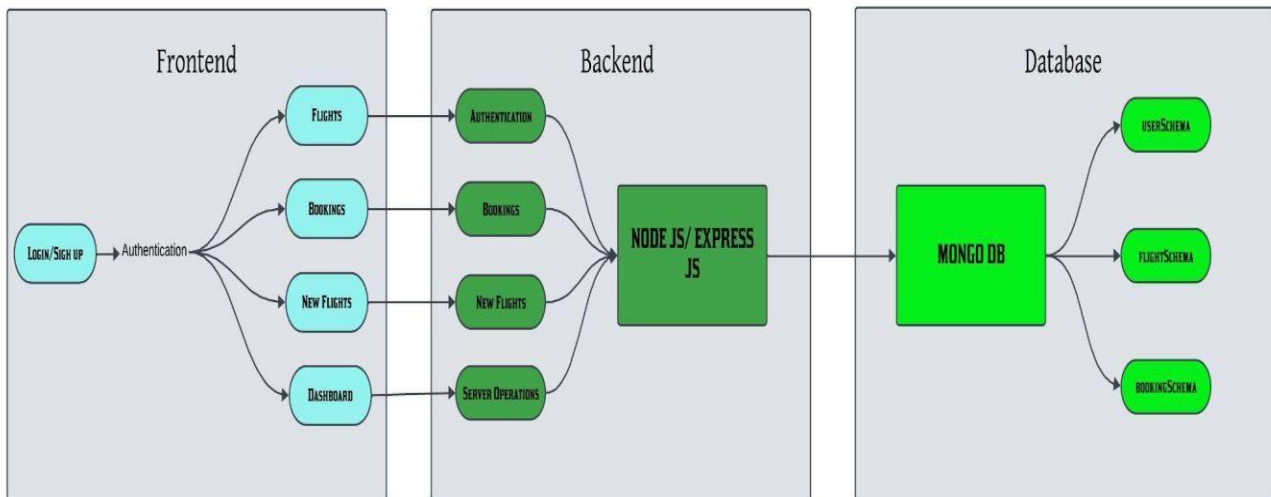 Frontend
Backend
Database
Login/Sigh up
Authentication
Flights
Bookings
New Flights
Dashboard
Authentication
Bookings
New Flights
Server Operations
NODE JS/ EXPRESS
JS
MONGO DB
userSchema
flightSchema
bookingSchema